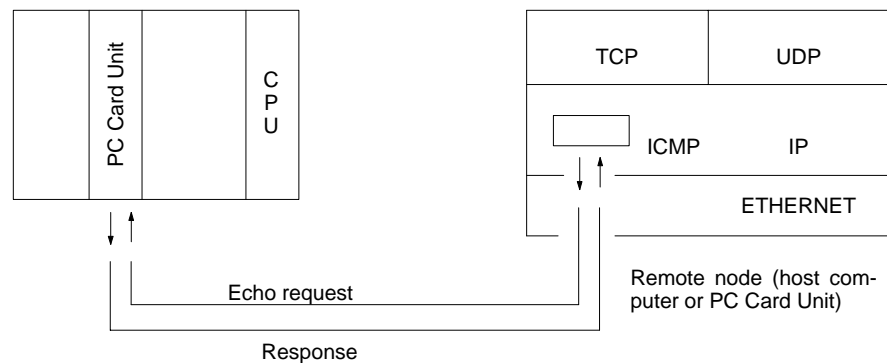 PC Card Unit
C
P
U
TCP
UDP
ICMP
IP
ETHERNET
Echo request
Response
Remote node (host com-
puter or PC Card Unit)